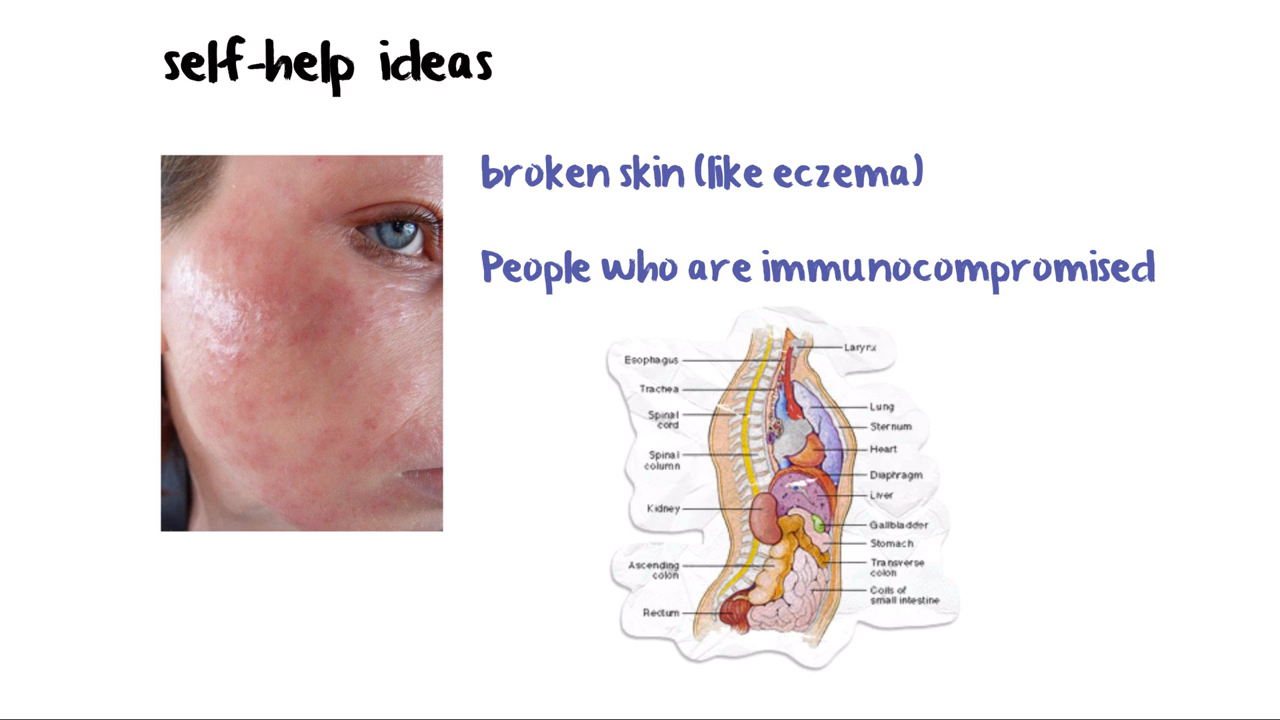 self-help ideas
broken skin (like eczema)
People who are immunocompromised
Larynx
Esophagus
Trachea
Spinal
cord
Spinal
column
Kidney
Ascending
colon
Rectum
Lung
Sternum
Heart
Diaphragm
Liver
Gallbladder
Stomach
Transverse
colon
Coils of
small intestine